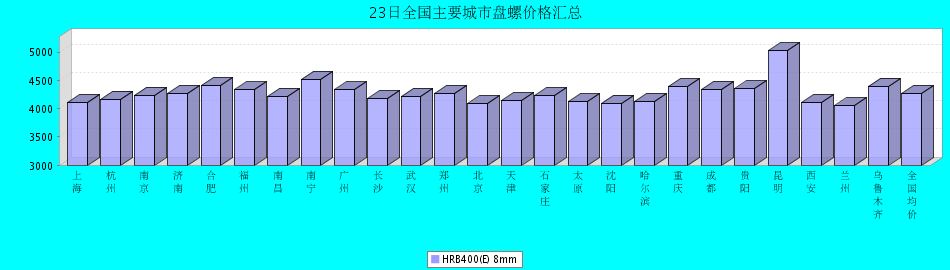 23日全国主要城市盘螺价格汇总
5000
4500
4000
3500
3000
上海
杭州
南京
济南
合肥
福州
南昌
南宁
广州
长沙
武汉
郑州
北京
天津
石家庄
太原
沈阳
哈尔滨
重庆
成都
贵阳
昆明
西安
兰州
乌鲁木齐
全国均价
HRB400(E) 8mm